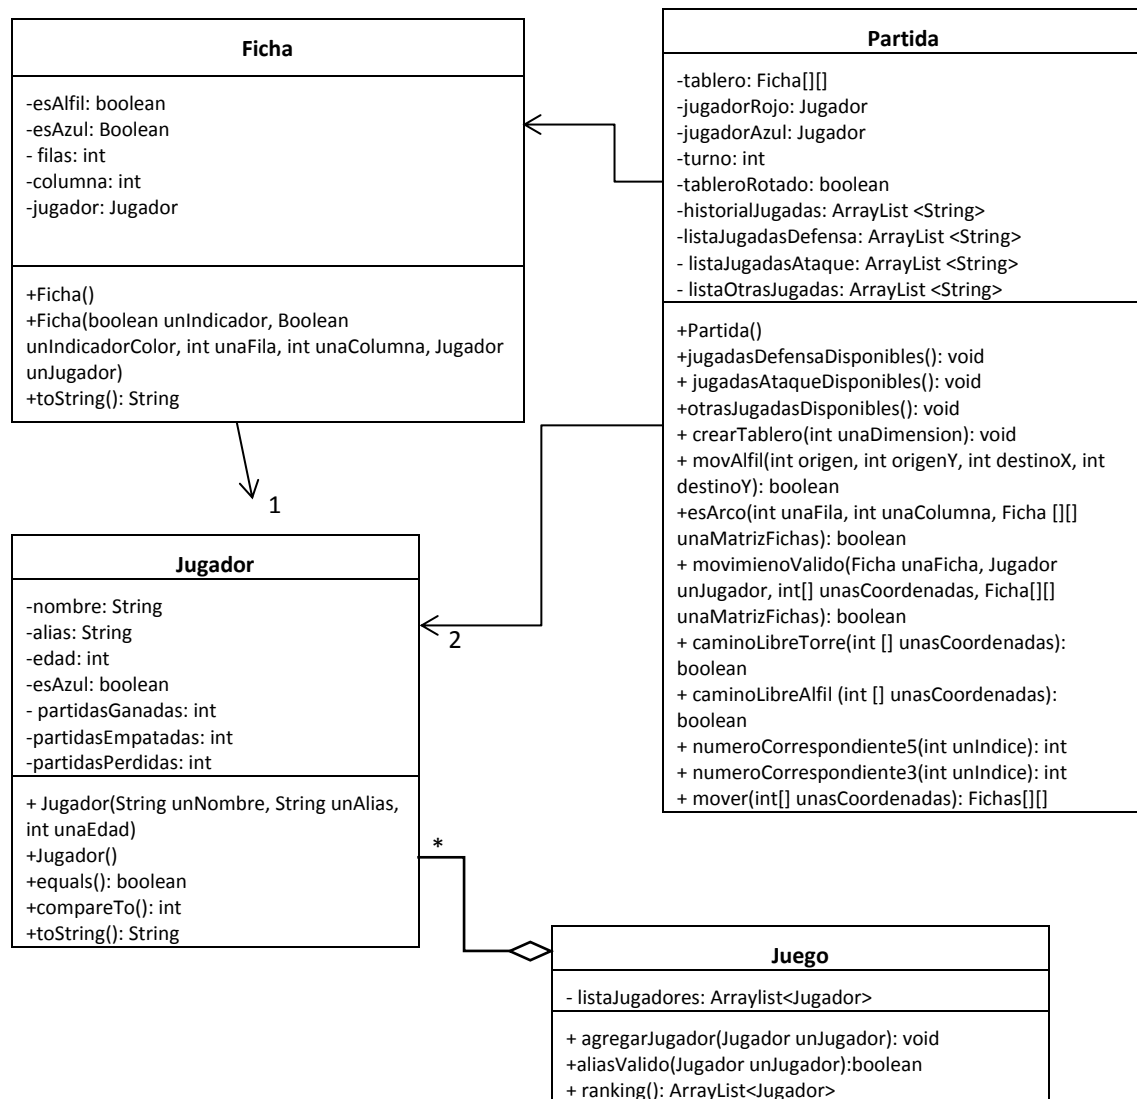 Ficha
-esAlfil: boolean
-esAzul: Boolean
- filas: int
-columna: int
-jugador: Jugador
+Ficha()
+Ficha(boolean unIndicador, Boolean
unIndicadorColor, int unaFila, int unaColumna, Jugador
unJugador)
+toString(): String
1
Partida
-tablero: Ficha[][]
-jugadorRojo: Jugador
-jugadorAzul: Jugador
-turno: int
-tableroRotado: boolean
-historialJugadas: ArrayList <String>
-listaJugadasDefensa: ArrayList <String>
- listaJugadasAtaque: ArrayList <String>
- listaOtrasJugadas: ArrayList <String>
+Partida()
+jugadasDefensaDisponibles(): void
+ jugadasAtaqueDisponibles(): void
+otrasJugadasDisponibles(): void
+ crearTablero(int unaDimension): void
+ movAlfil(int origen, int origenY, int destinoX, int
destinoY): boolean
+esArco(int unaFila, int unaColumna, Ficha [][]
unaMatrizFichas): boolean
+ movimienoValido(Ficha unaFicha, Jugador
unJugador, int[] unasCoordenadas, Ficha[][]
unaMatrizFichas): boolean
+ caminoLibreTorre(int [] unasCoordenadas):
boolean
+ caminoLibreAlfil (int [] unasCoordenadas):
boolean
+ numeroCorrespondiente5(int unIndice): int
+ numeroCorrespondiente3(int unIndice): int
+ mover(int[] unasCoordenadas): Fichas[][]
2
Jugador
-nombre: String
-alias: String
-edad: int
-esAzul: boolean
- partidasGanadas: int
-partidasEmpatadas: int
-partidasPerdidas: int
+ Jugador(String unNombre, String unAlias,
int unaEdad)
+Jugador()
+equals(): boolean
+compareTo(): int
+toString(): String
*
Juego
- listaJugadores: Arraylist<Jugador>
+ agregarJugador(Jugador unJugador): void
+aliasValido(Jugador unJugador):boolean
+ ranking(): ArrayList<Jugador>